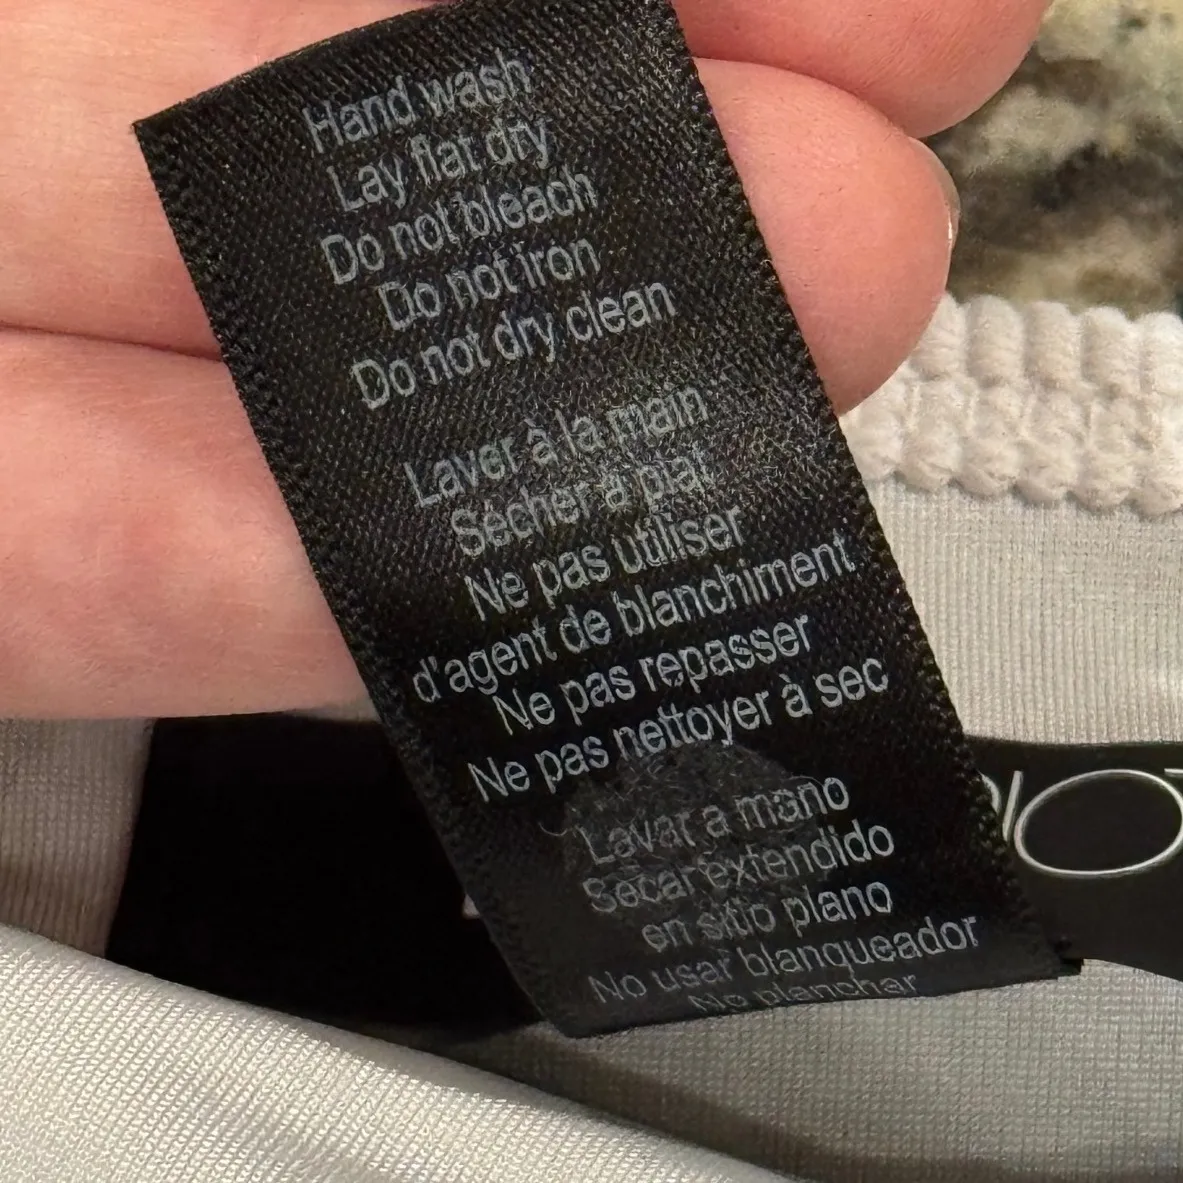 Hand wash
Lay flat dry
Do not bleach
Do not iron
Do not dry clean
Laver à la main
Sécher à plat
Ne pas utiliser
d'agent de blanchiment
Ne pas repasser
Ne pas nettoyer à sec
Lavar a mano
Secar extendido
en sitio plano
No usar blanqueador
No planchar